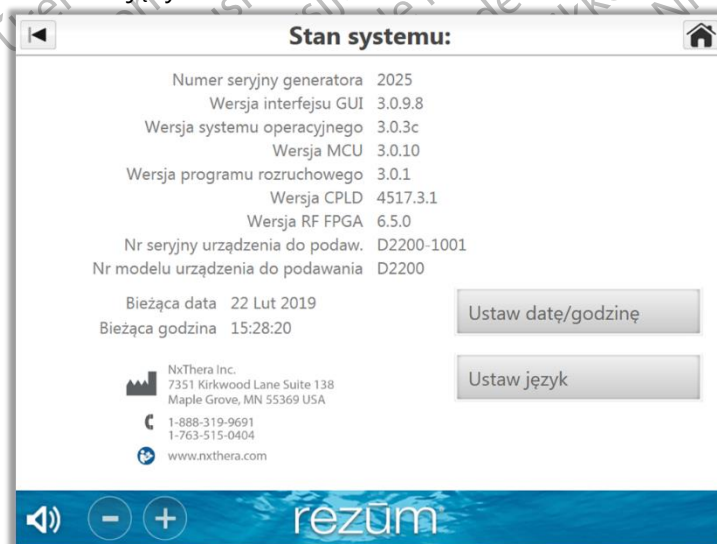 Stan systemu:
Numer seryjny generatora 2025
Wersja interfejsu GUI 3.0.9.8
Wersja systemu operacyjnego 3.0.3c
Wersja MCU 3.0.10
Wersja programu rozruchowego 3.0.1
Wersja CPLD 4517.3.1
Wersja RF FPGA 6.5.0
Nr seryjny urządzenia do podaw. D2200-1001
Nr modelu urządzenia do podawania D2200
Bieżąca data 22 Lut 2019
Bieżąca godzina 15:28:20
Ustaw datę/godzinę
Ustaw język
NxThera Inc.
7351 Kirkwood Lane Suite 138
Maple Grove, MN 55369 USA
1-888-319-9691
1-763-515-0404
www.nxthera.com
rezūm